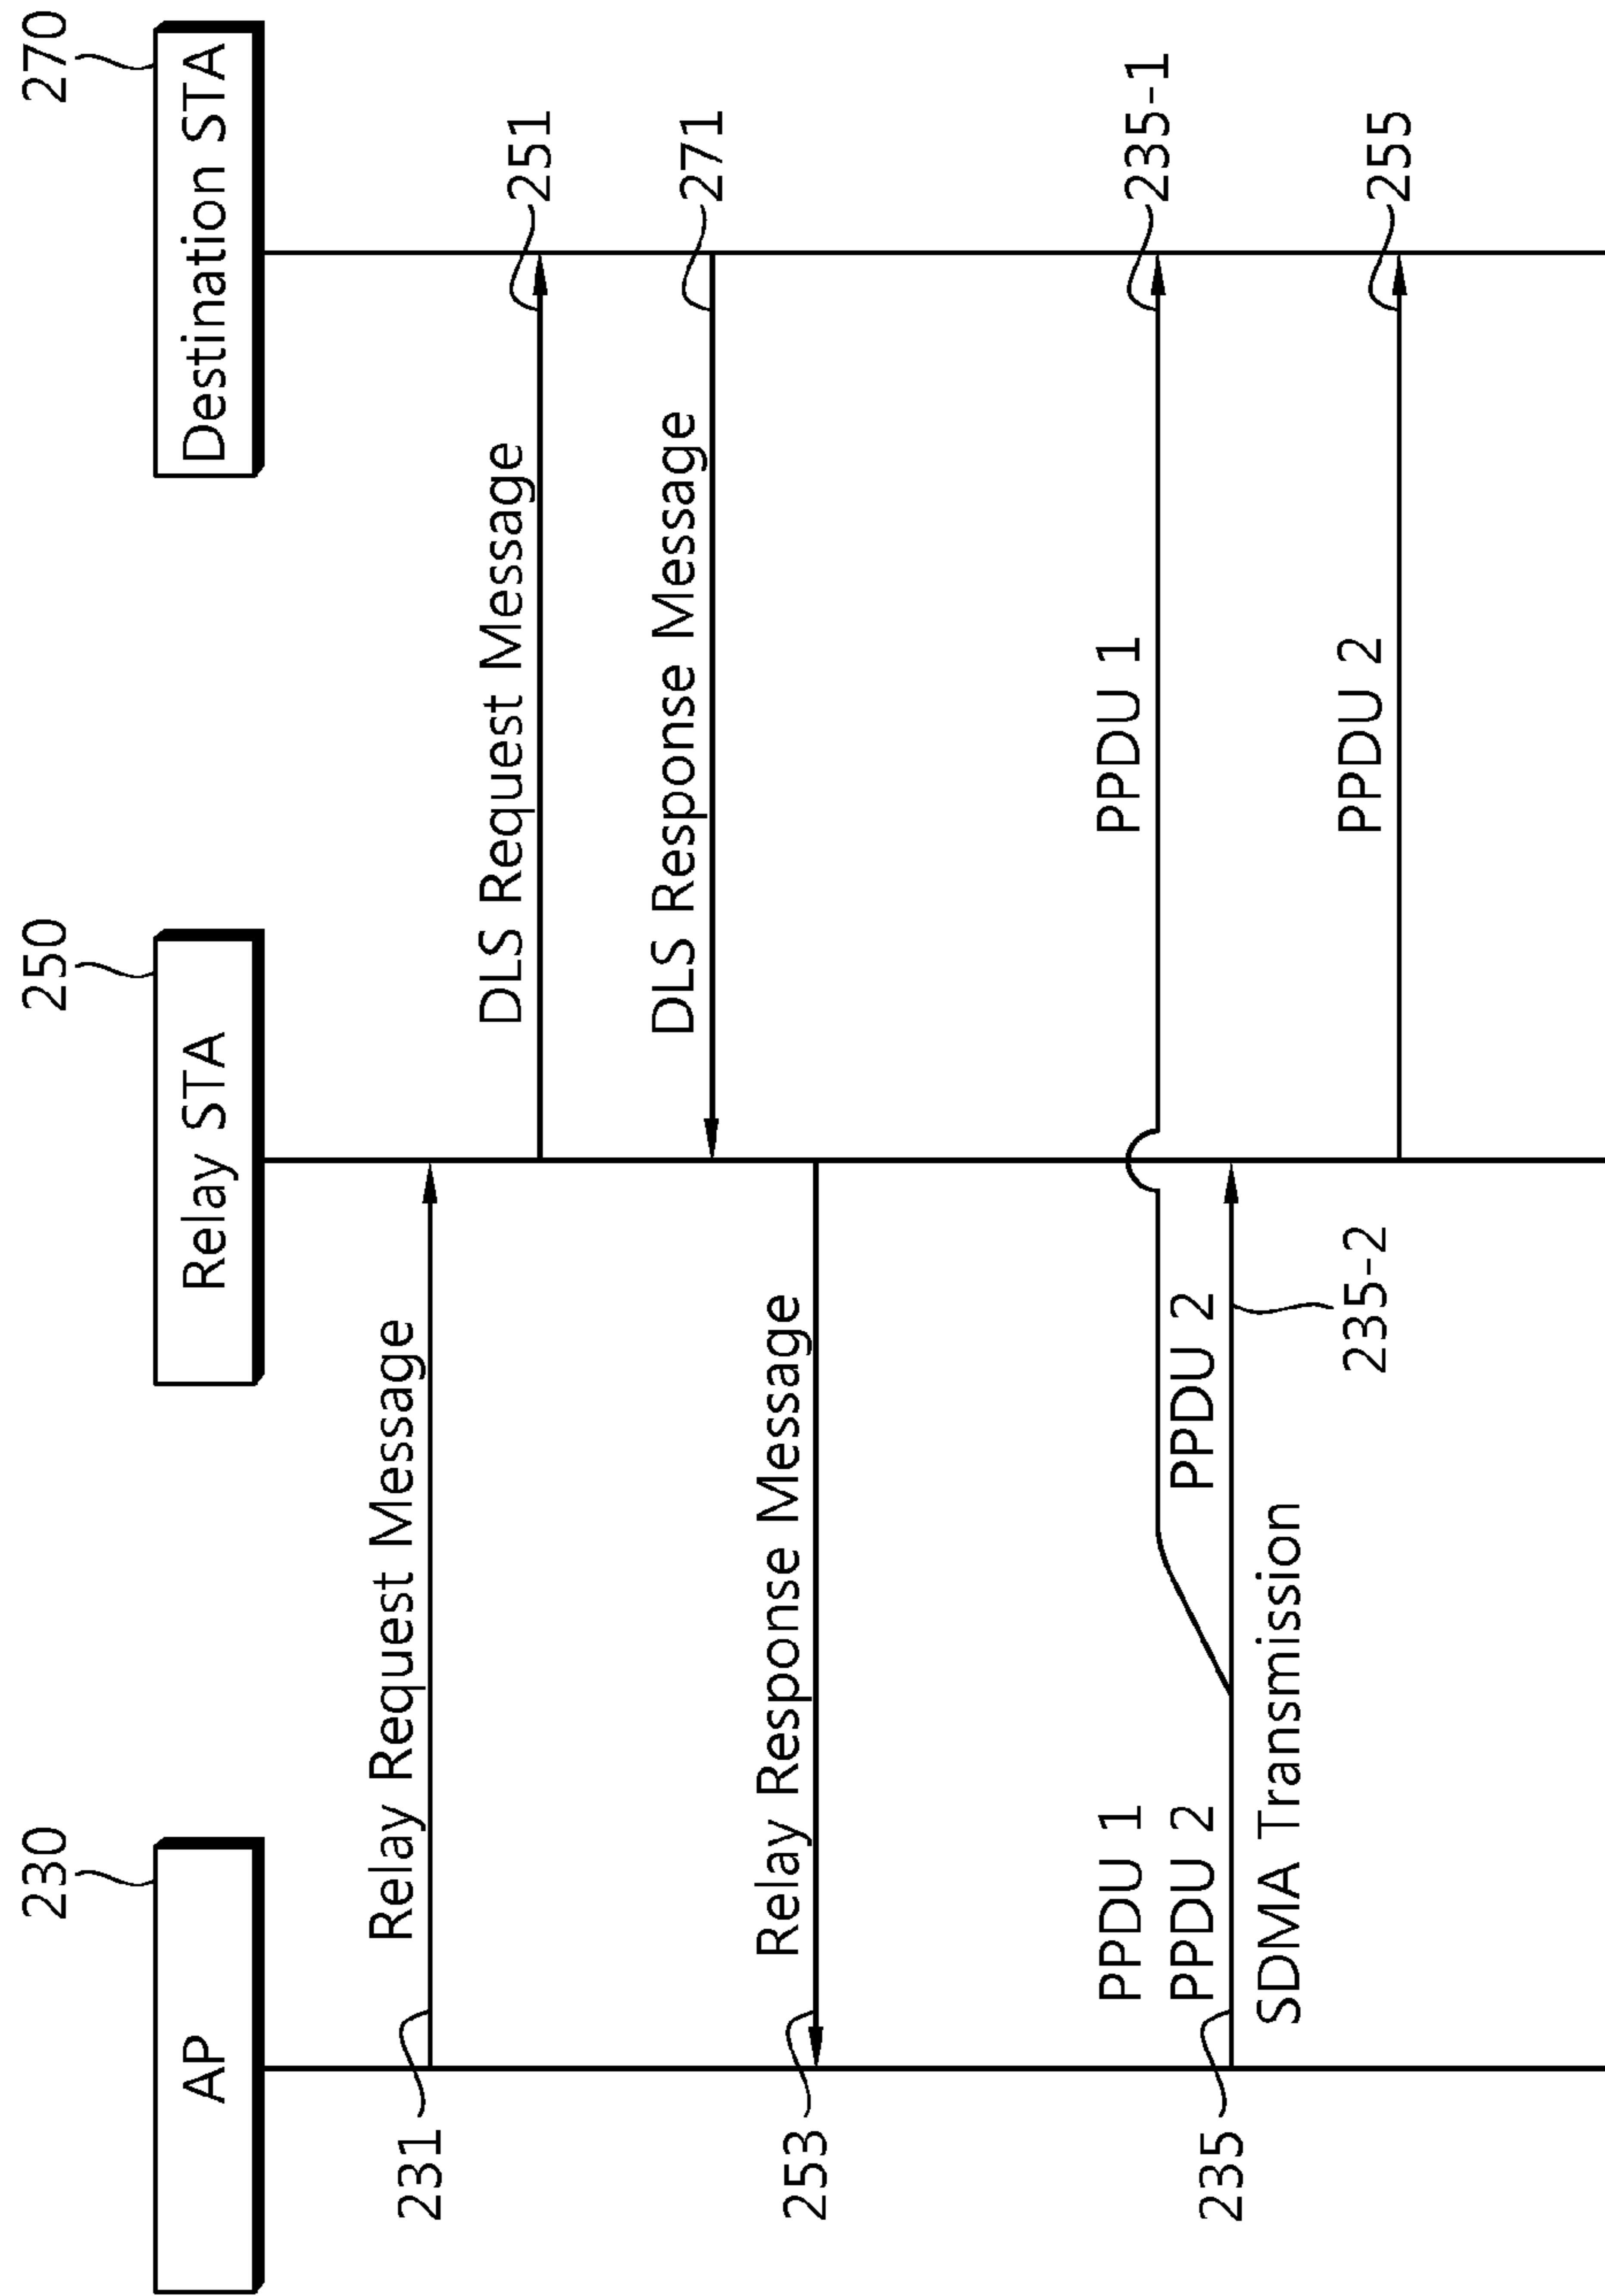 230
250
270
AP
Relay STA
Destination STA
231
Relay Request Message
DLS Request Message
251
DLS Response Message
271
253
Relay Response Message
PPDU 1
PPDU 1
235-1
235
PPDU 2
PPDU 2
SDMA Transmission
235-2
PPDU 2
255